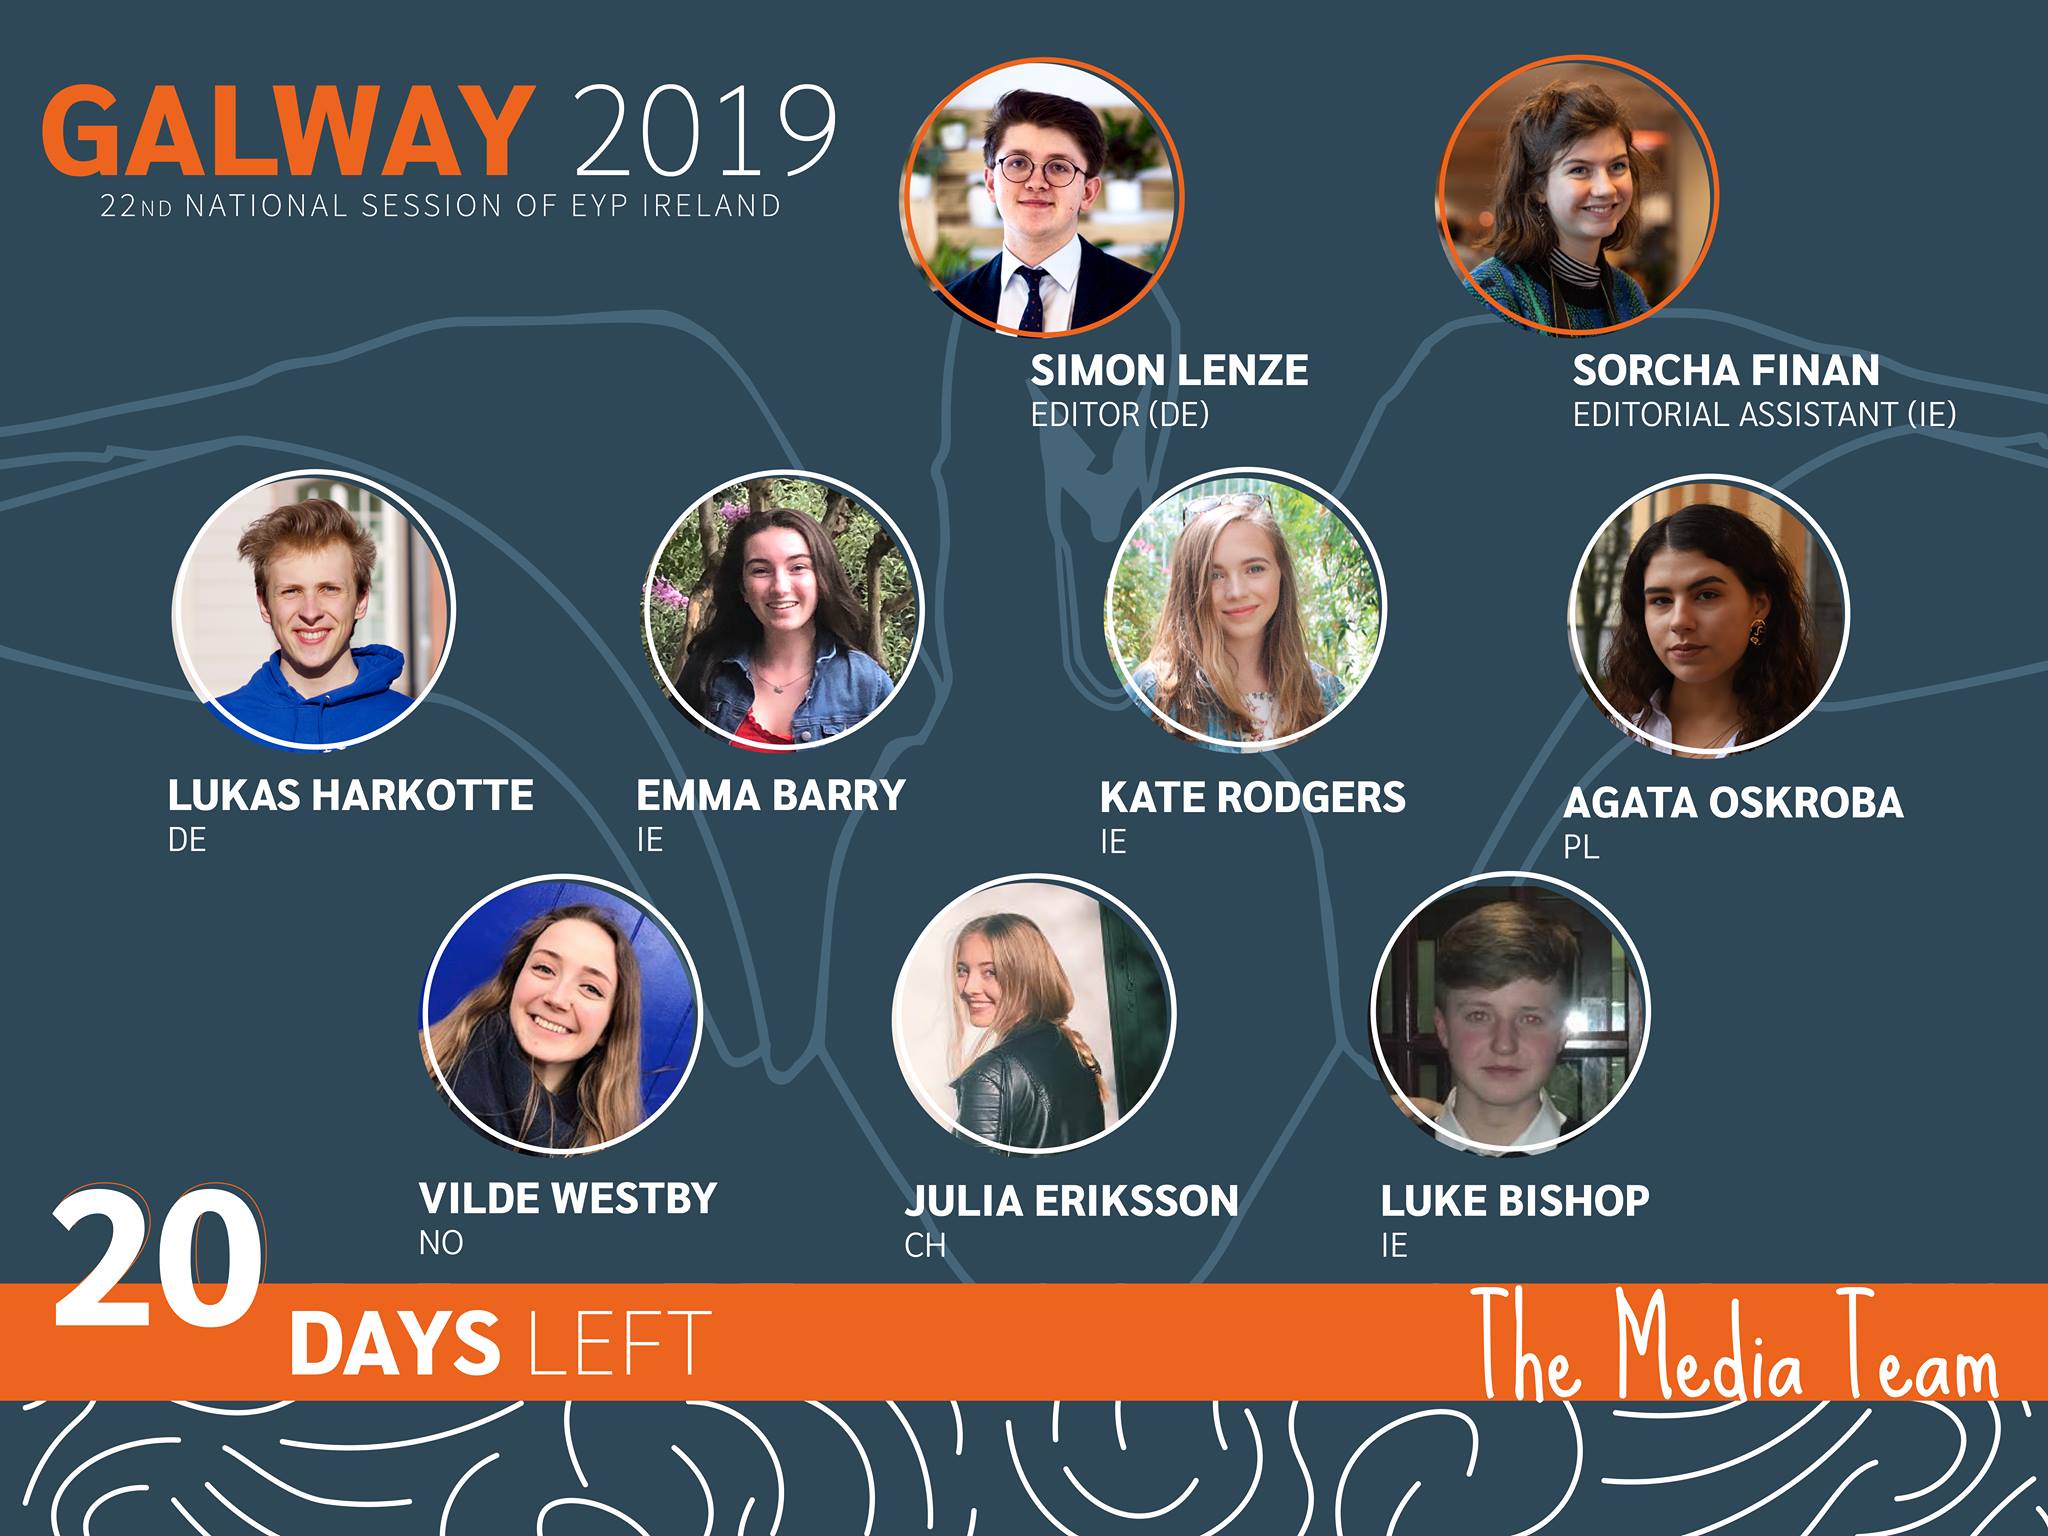 GALWAY 2019
22ND NATIONAL SESSION OF EYP IRELAND
SIMON LENZE
EDITOR (DE)
SORCHA FINAN
EDITORIAL ASSISTANT (IE)
LUKAS HARKOTTE
DE
EMMA BARRY
IE
KATE RODGERS
IE
AGATA OSKROBA
PL
VILDE WESTBY
NO
JULIA ERIKSSON
CH
LUKE BISHOP
IE
20
DAYS LEFT
The Media Team